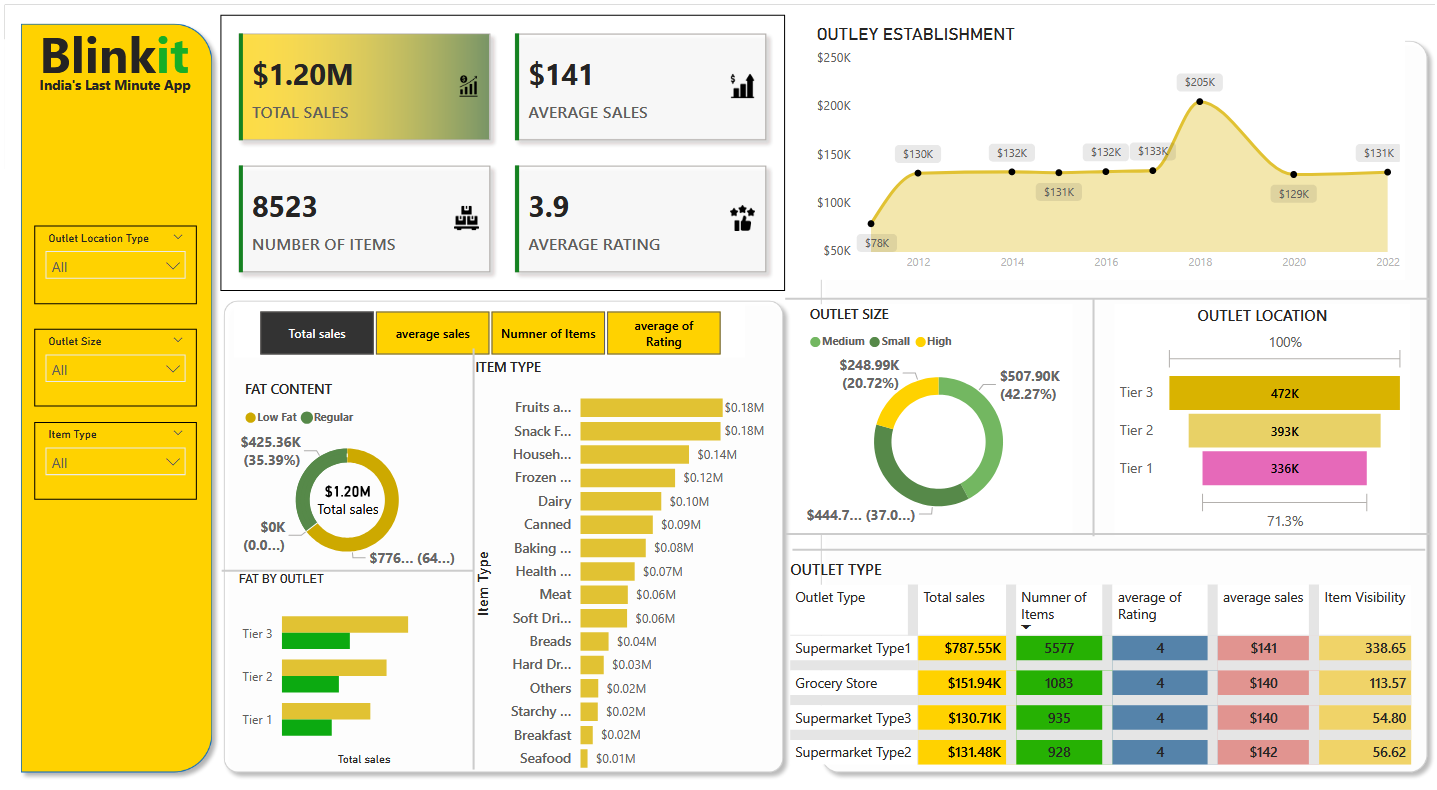 Blinkit
India's Last Minute App
Outlet Location Type
All
Outlet Size
All
Item Type
All
$1.20M
TOTAL SALES
$141
AVERAGE SALES
8523
NUMBER OF ITEMS
3.9
AVERAGE RATING
OUTLEY ESTABLISHMENT
$250K
$200K
$150K
$100K
$50K
$78K
$130K
$132K
$131K
$132K
$133K
$205K
$129K
$131K
2012 2014 2016 2018 2020 2022
Total sales
average sales
Numner of Items
average of
Rating
FAT CONTENT
Low Fat Regular
$425.36K
(35.39%)
$1.20M
Total sales
$0K
(0.0...)
$776... (64...)
FAT BY OUTLET
Tier 3
Tier 2
Tier 1
Total sales
ITEM TYPE
Item Type
Fruits a... $0.18M
Snack F... $0.18M
Househ... $0.14M
Frozen ... $0.12M
Dairy $0.10M
Canned $0.09M
Baking ... $0.08M
Health ... $0.07M
Meat $0.06M
Soft Dri... $0.06M
Breads $0.04M
Hard Dr... $0.03M
Others $0.02M
Starchy ... $0.02M
Breakfast $0.02M
Seafood $0.01M
OUTLET SIZE
Medium Small High
$248.99K
(20.72%)
$507.90K
(42.27%)
$444.7... (37.0...)
OUTLET LOCATION
100%
Tier 3 472K
Tier 2 393K
Tier 1 336K
71.3%
OUTLET TYPE
Outlet Type Total sales Numner of Items average of Rating average sales Item Visibility
Supermarket Type1 $787.55K 5577 4 $141 338.65
Grocery Store $151.94K 1083 4 $140 113.57
Supermarket Type3 $130.71K 935 4 $140 54.80
Supermarket Type2 $131.48K 928 4 $142 56.62